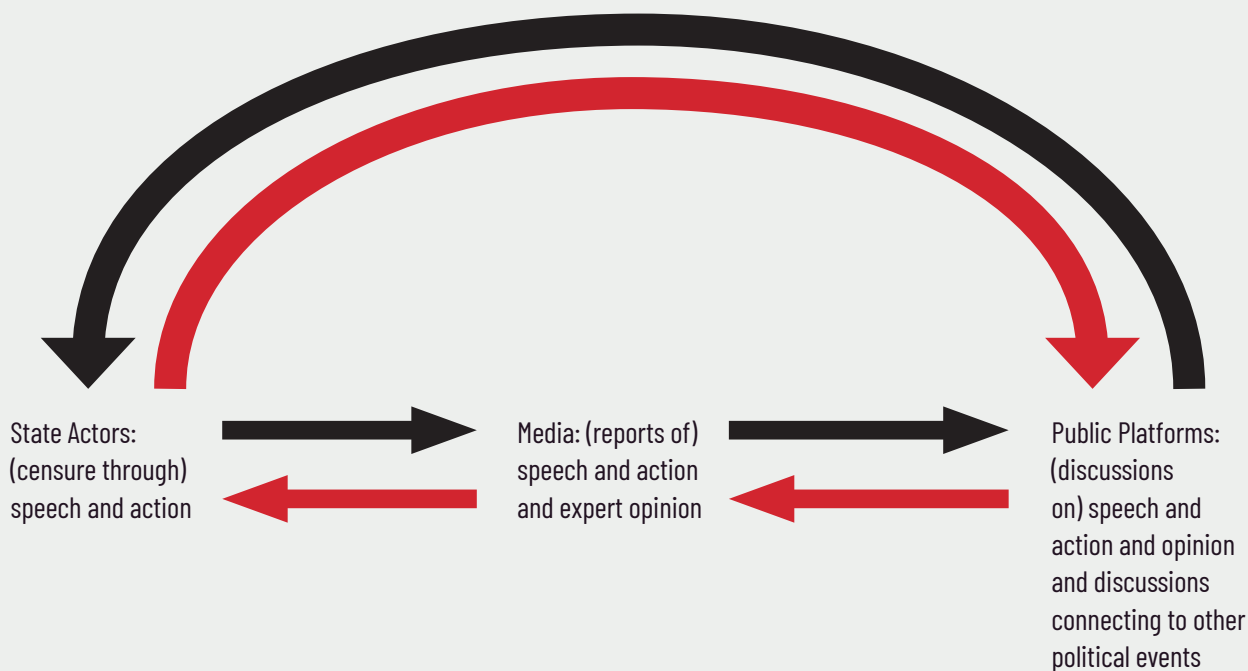 State Actors:
(censure through)
speech and action
Media: (reports of)
speech and action
and expert opinion
Public Platforms:
(discussions
on) speech and
action and opinion
and discussions
connecting to other
political events